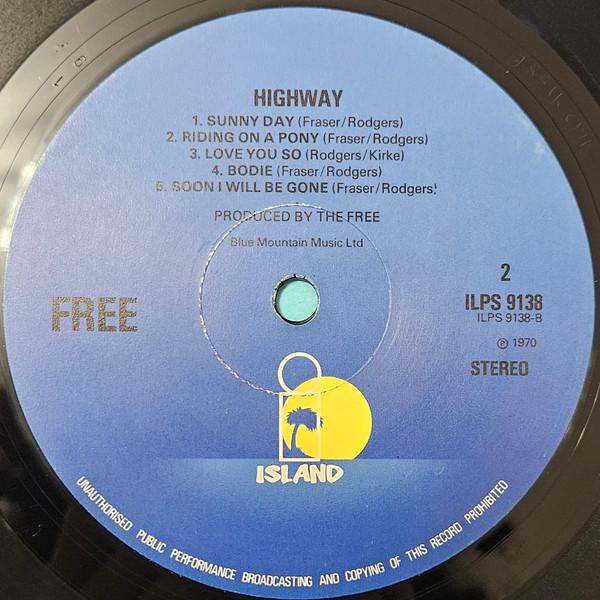 HIGHWAY
1. SUNNY DAY (Fraser/Rodgers)
2. RIDING ON A PONY (Fraser/Rodgers)
3. LOVE YOU SO (Rodgers/Kirke)
4. BODIE (Fraser/Rodgers)
5. SOON I WILL BE GONE (Fraser/Rodgers)
PRODUCED BY THE FREE
Blue Mountain Music Ltd
FREE
2
ILPS 9138
ILPS 9138-B
℗ 1970
STEREO
ISLAND
UNAUTHORISED PUBLIC PERFORMANCE BROADCASTING AND COPYING OF THIS RECORD PROHIBITED